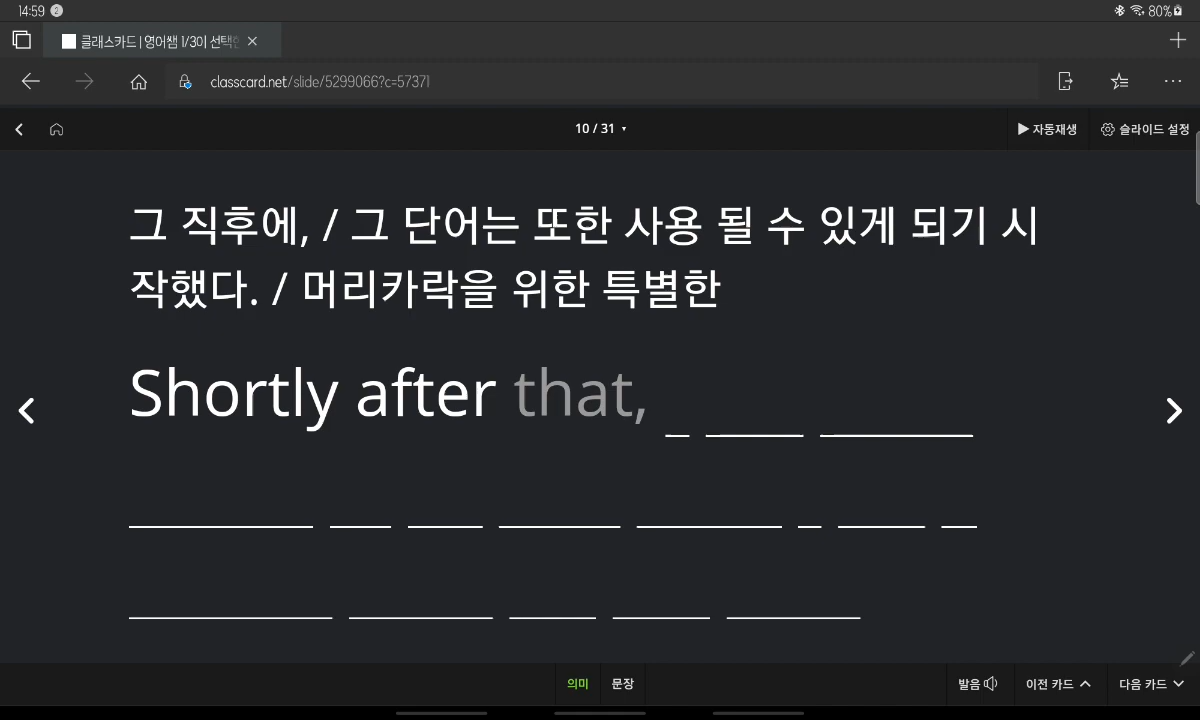 14:59 2 80%
클래스카드 | 영어쌤 1/3이 선택한
classcard.net/slide/5299066?c=57371
10 / 31 자동재생 슬라이드 설정
그 직후에, / 그 단어는 또한 사용 될 수 있게 되기 시
작했다. / 머리카락을 위한 특별한
Shortly after that,
의미 문장 발음 이전 카드 다음 카드